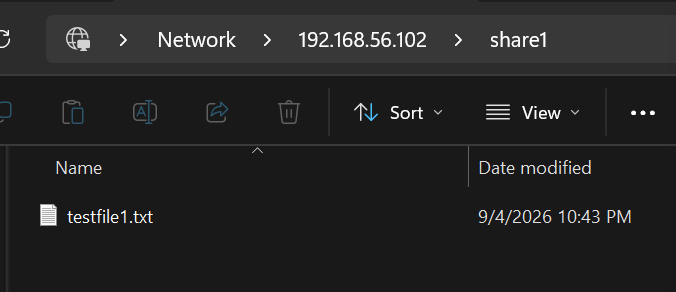 Network 192.168.56.102 share1
Sort View
Name Date modified
testfile1.txt 9/4/2026 10:43 PM